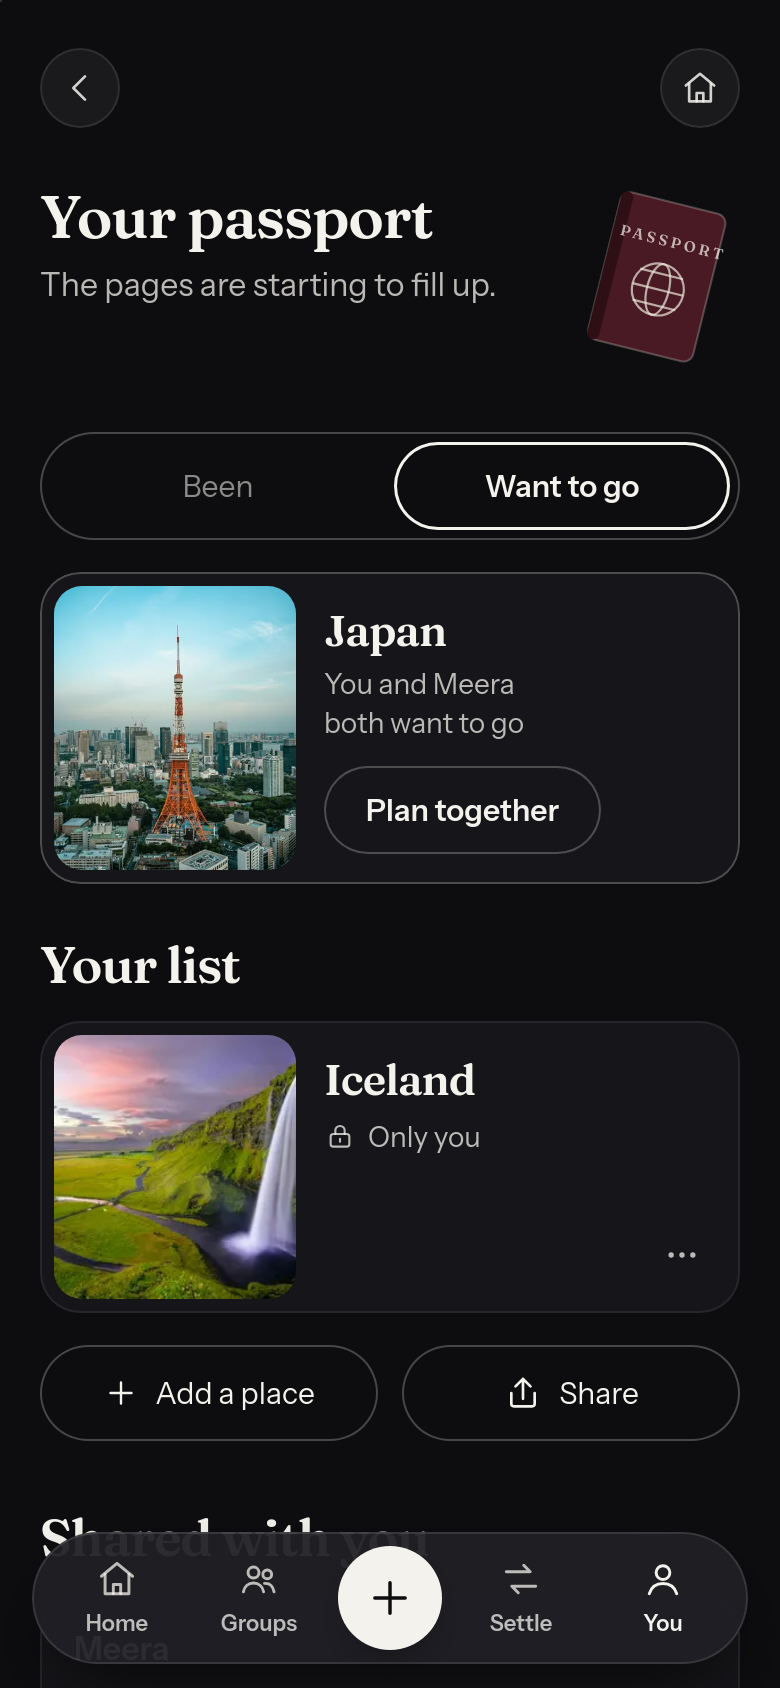 Your passport
The pages are starting to fill up.
PASSPORT
Been
Want to go
Japan
You and Meera
both want to go
Plan together
Your list
Iceland
Only you
Add a place
Share
Shared with you
Home
Groups
Settle
You
Meera